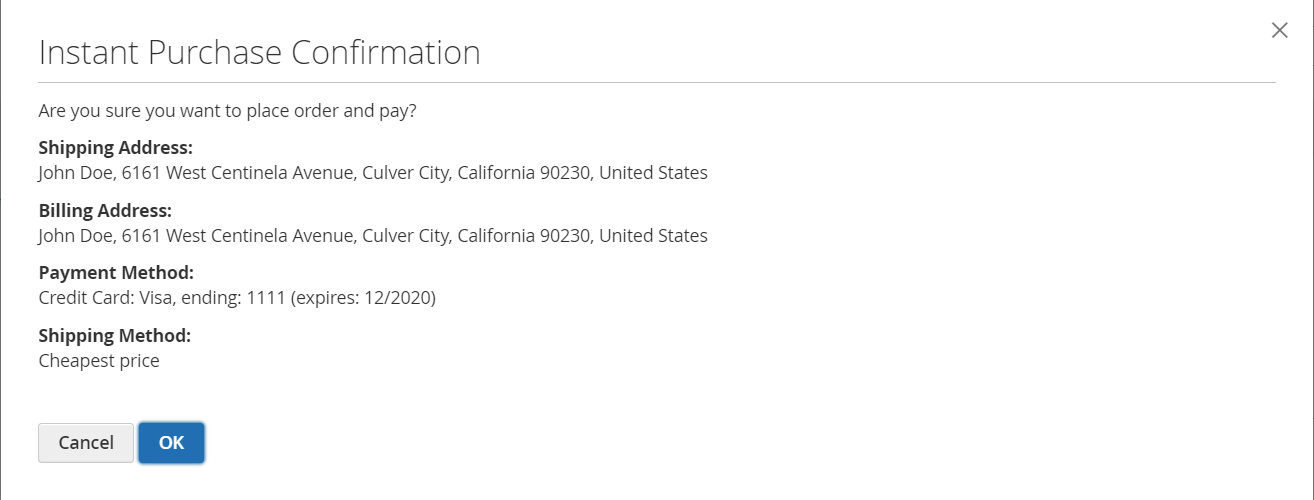 Instant Purchase Confirmation
Are you sure you want to place order and pay?
Shipping Address:
John Doe, 6161 West Centinela Avenue, Culver City, California 90230, United States
Billing Address:
John Doe, 6161 West Centinela Avenue, Culver City, California 90230, United States
Payment Method:
Credit Card: Visa, ending: 1111 (expires: 12/2020)
Shipping Method:
Cheapest price
Cancel OK